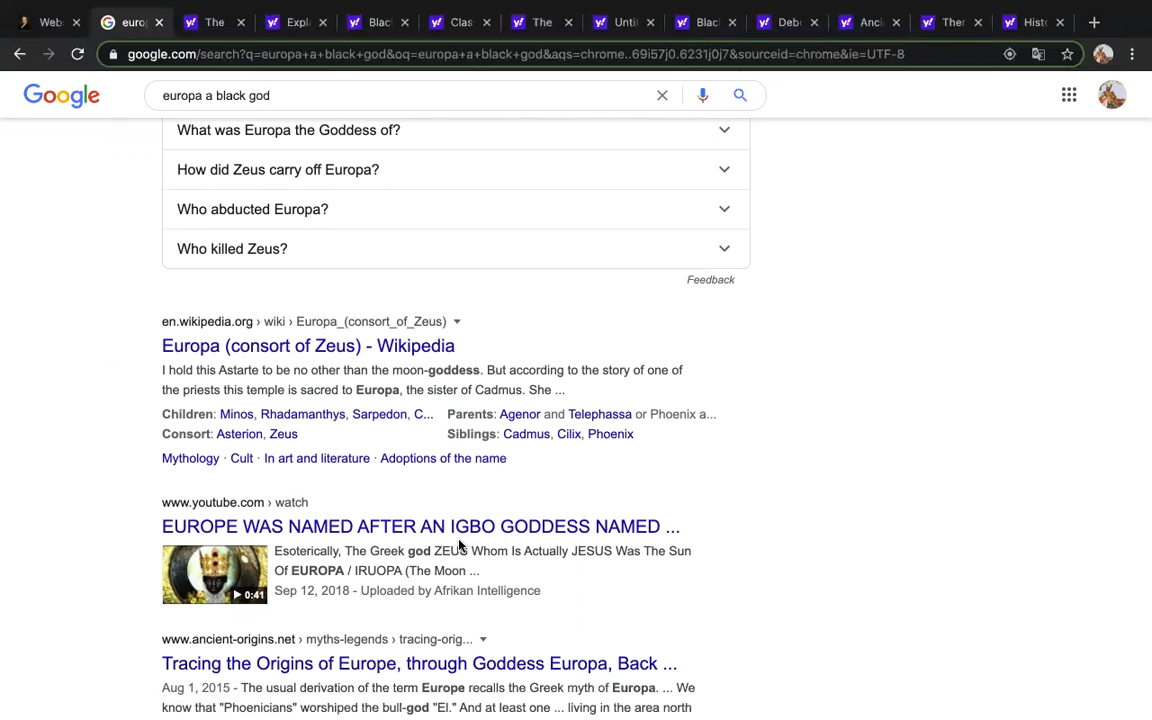 Web
euro
The
Expla
Blac
Clas
The
Until
Blac
Debu
Anci
Ther
Histo
google.com/search?q=europa+a+black+god&oq=europa+a+black+god&aqs=chrome..69i57j0.6231j0j7&sourceid=chrome&ie=UTF-8
Google
europa a black god
What was Europa the Goddess of?
How did Zeus carry off Europa?
Who abducted Europa?
Who killed Zeus?
Feedback
en.wikipedia.org › wiki › Europa_(consort_of_Zeus)
Europa (consort of Zeus) - Wikipedia
I hold this Astarte to be no other than the moon-goddess. But according to the story of one of
the priests this temple is sacred to Europa, the sister of Cadmus. She ...
Children: Minos, Rhadamanthys, Sarpedon, C... Parents: Agenor and Telephassa or Phoenix a...
Consort: Asterion, Zeus Siblings: Cadmus, Cilix, Phoenix
Mythology · Cult · In art and literature · Adoptions of the name
www.youtube.com › watch
EUROPE WAS NAMED AFTER AN IGBO GODDESS NAMED ...
Esoterically, The Greek god ZEUS Whom Is Actually JESUS Was The Sun
Of EUROPA / IRUOPA (The Moon ...
0:41
Sep 12, 2018 - Uploaded by Afrikan Intelligence
www.ancient-origins.net › myths-legends › tracing-orig...
Tracing the Origins of Europe, through Goddess Europa, Back ...
Aug 1, 2015 - The usual derivation of the term Europe recalls the Greek myth of Europa. ... We
know that "Phoenicians" worshiped the bull-god "El." And at least one ... living in the area north